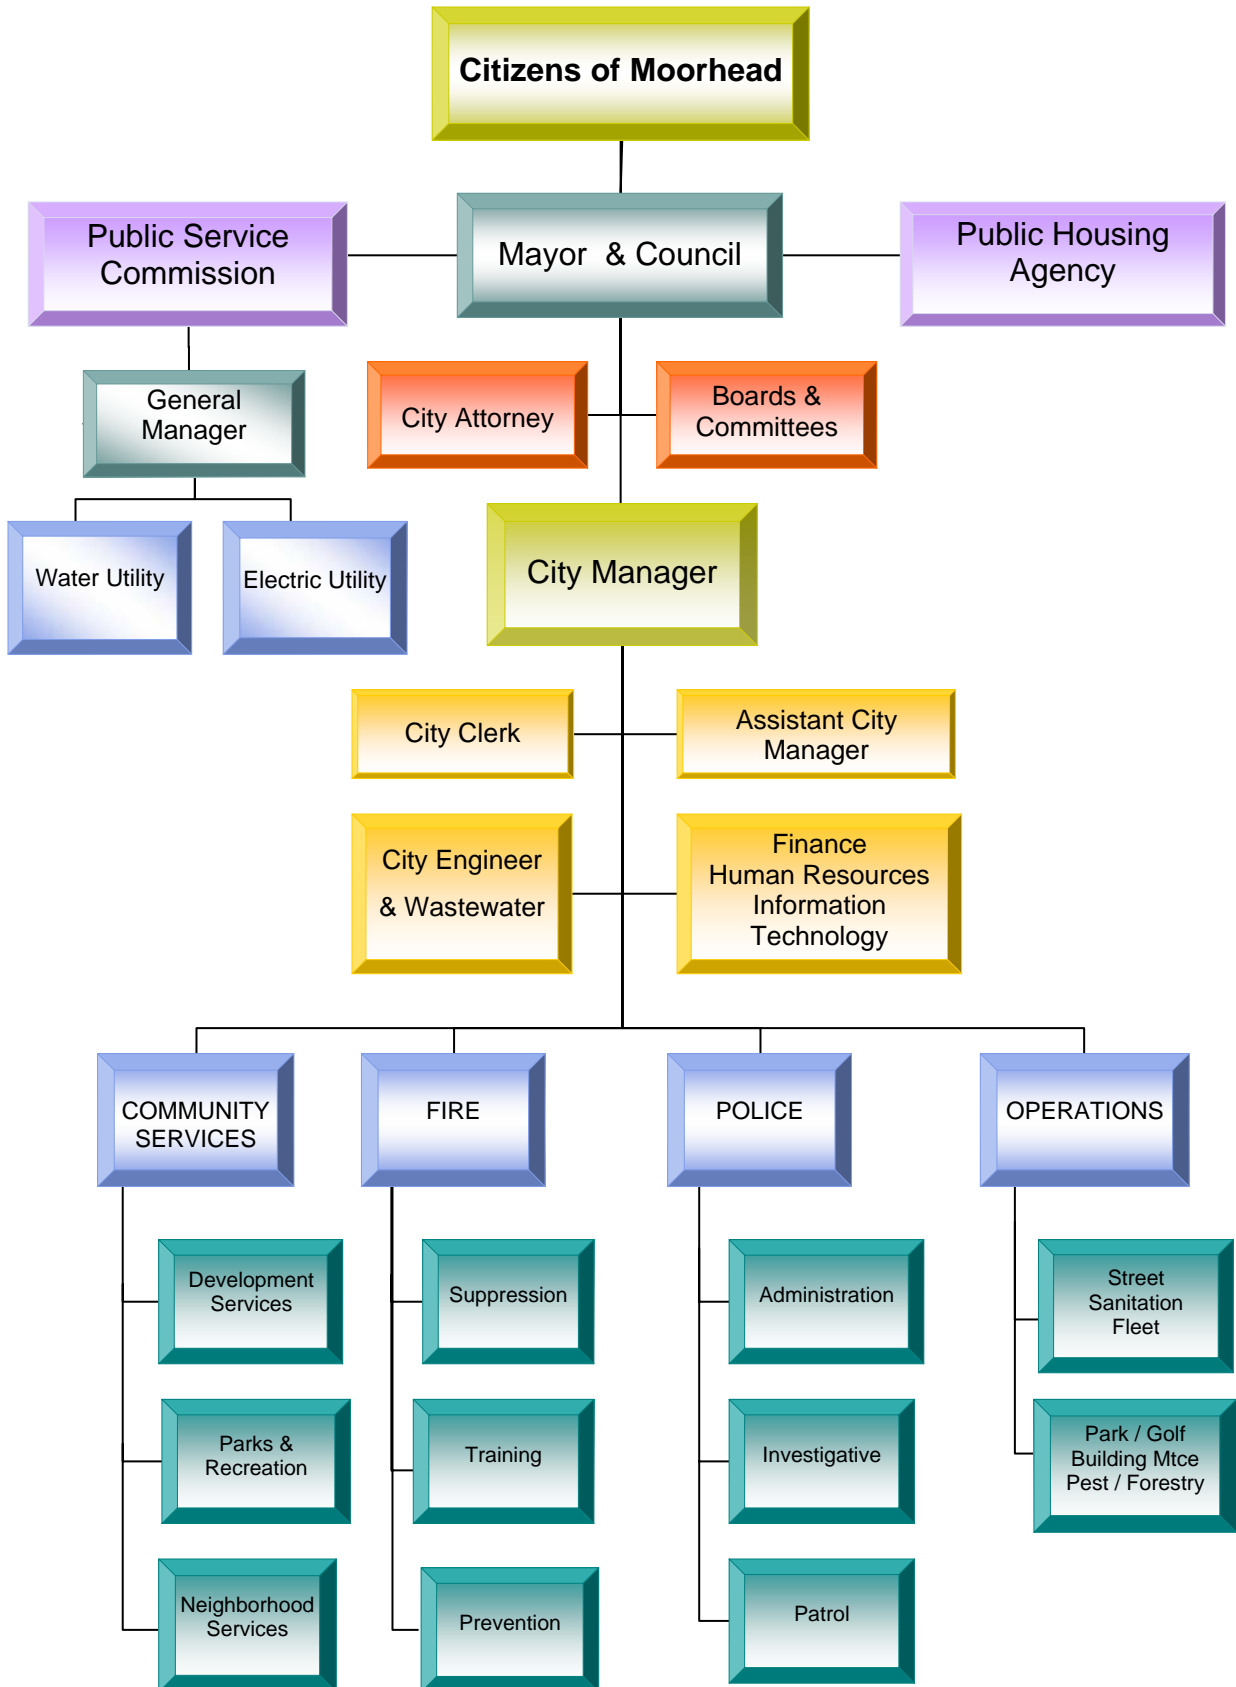 Citizens of Moorhead
Public Service
Commission
Mayor & Council
Public Housing
Agency
General
Manager
City Attorney
Boards &
Committees
Water Utility
Electric Utility
City Manager
City Clerk
Assistant City
Manager
City Engineer
& Wastewater
Finance
Human Resources
Information
Technology
COMMUNITY
SERVICES
FIRE
POLICE
OPERATIONS
Development
Services
Suppression
Administration
Street
Sanitation
Fleet
Parks &
Recreation
Training
Investigative
Park / Golf
Building Mtce
Pest / Forestry
Neighborhood
Services
Prevention
Patrol